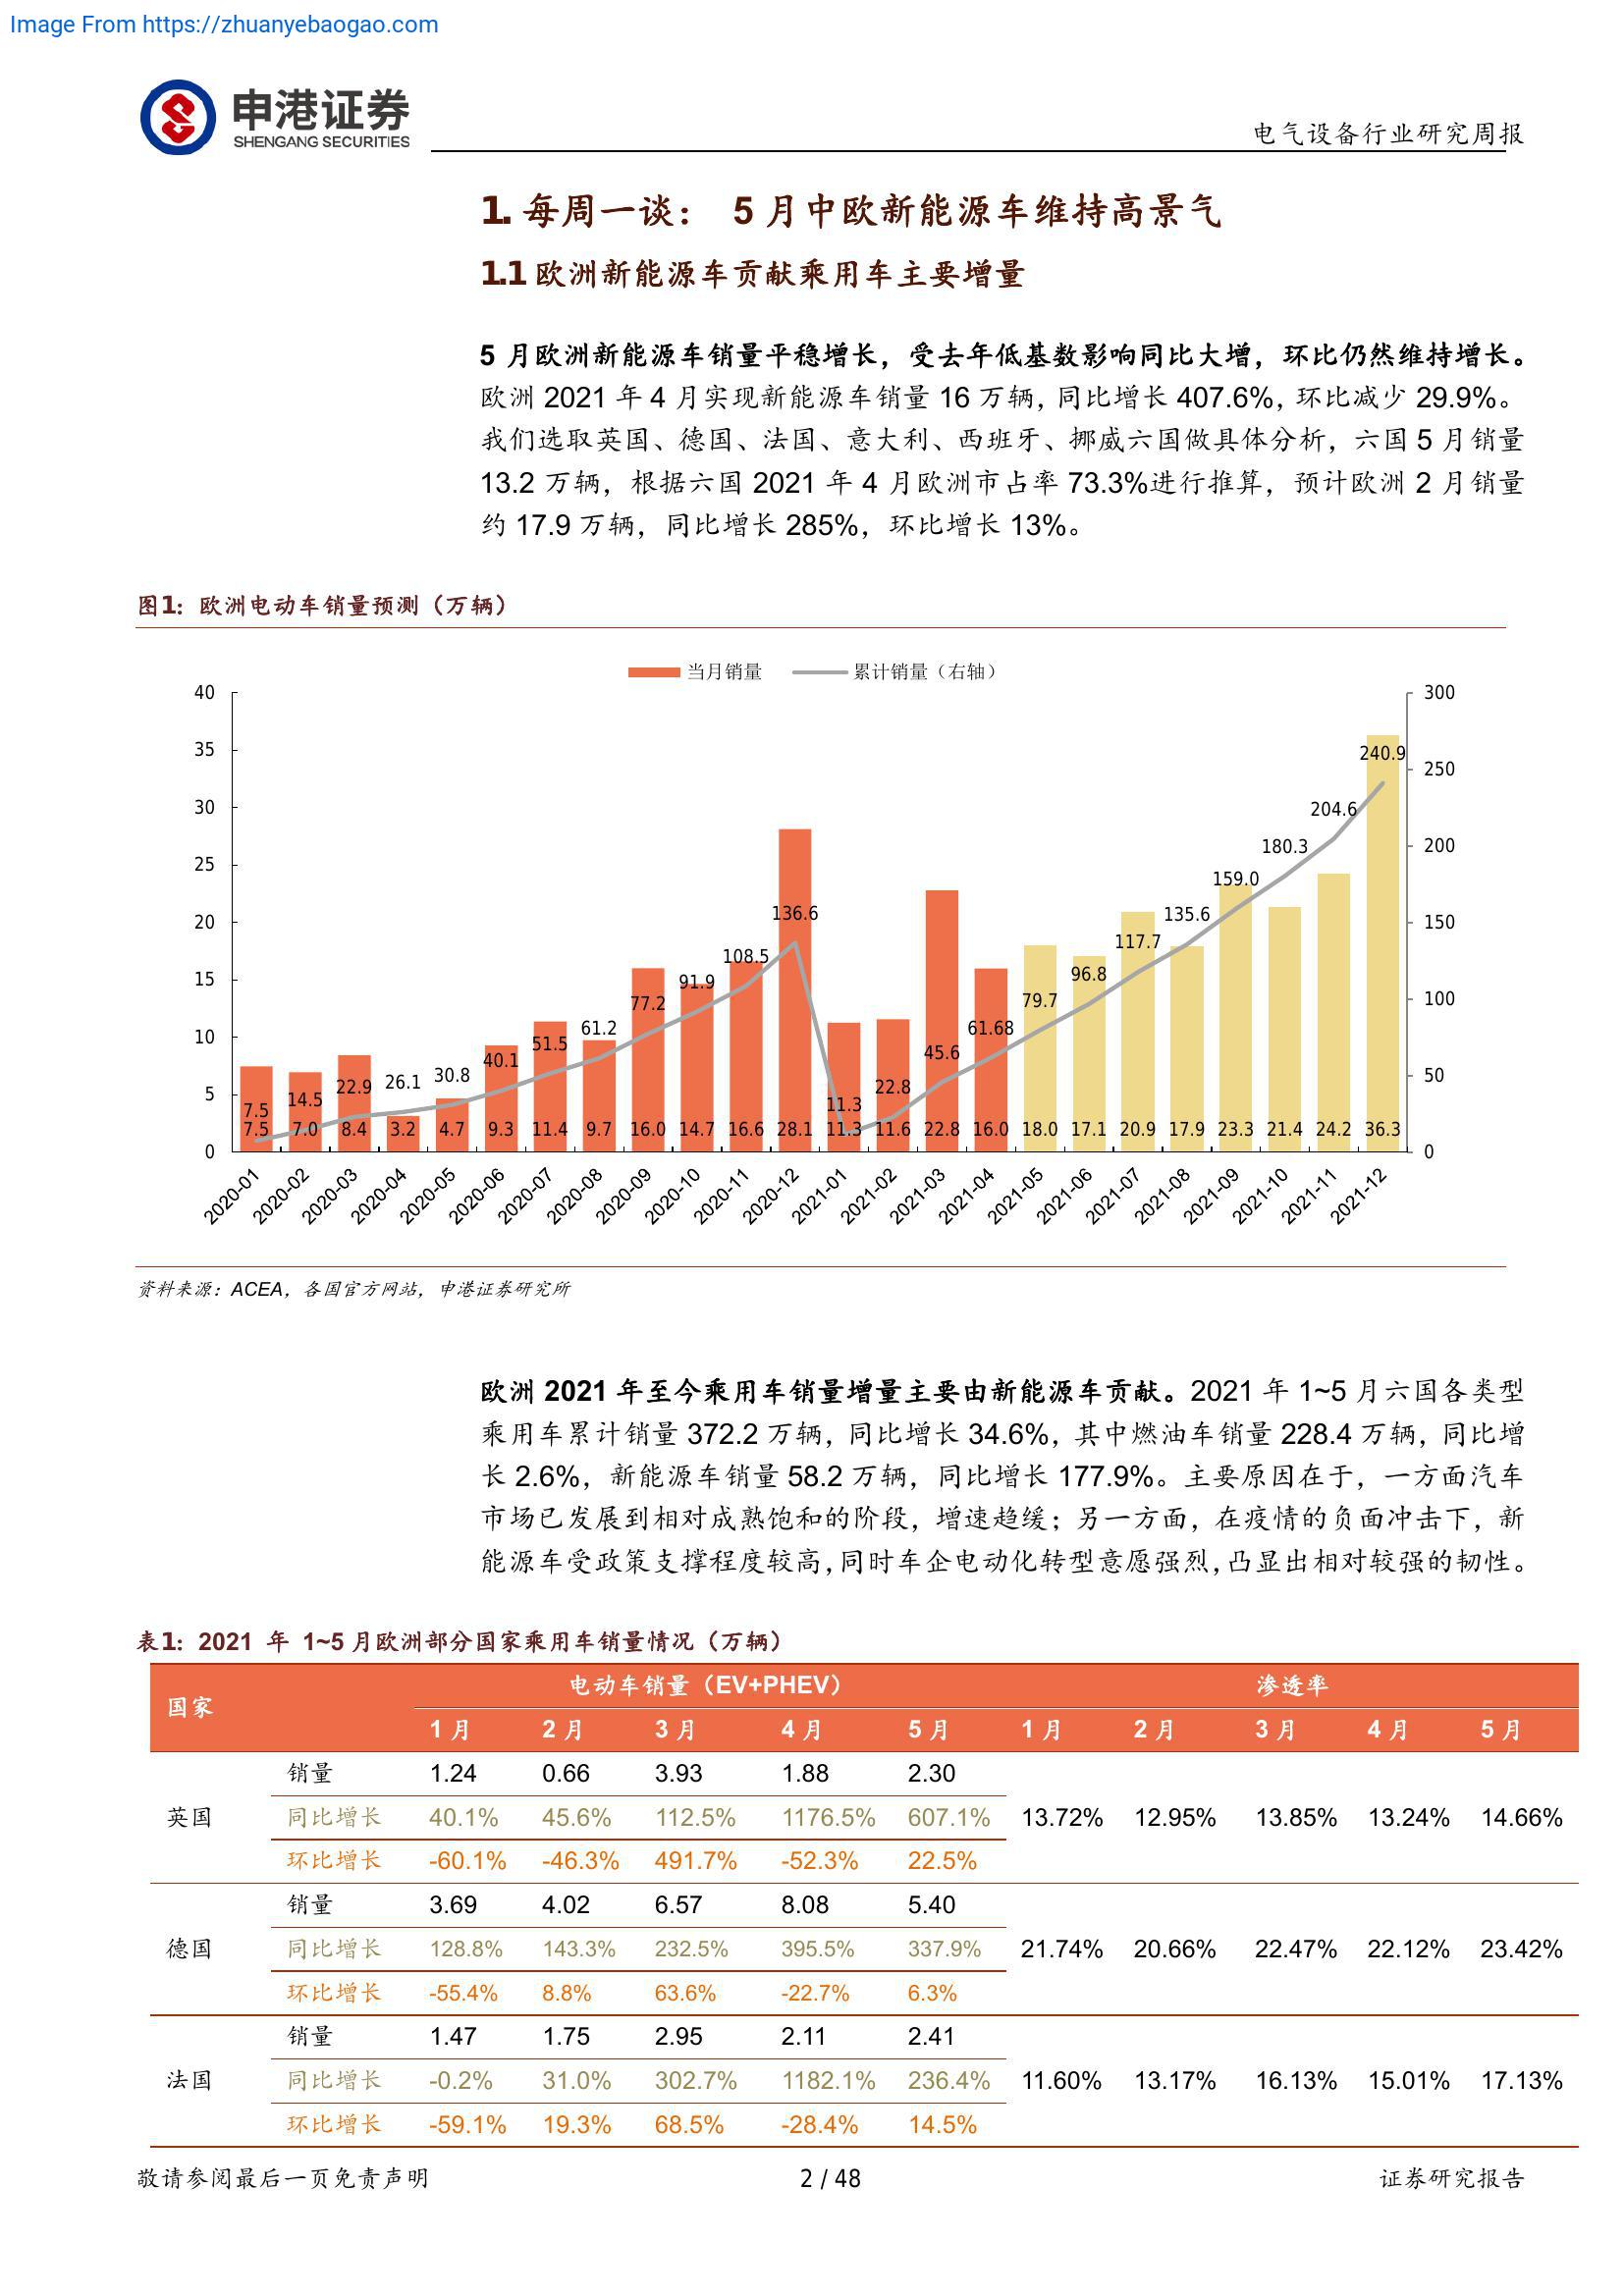 Image From https://zhuanyebaogao.com
申港证券
SHENGANG SECURITIES
电气设备行业研究周报
1. 每周一谈： 5 月中欧新能源车维持高景气
1.1 欧洲新能源车贡献乘用车主要增量
5 月欧洲新能源车销量平稳增长，受去年低基数影响同比大增，环比仍然维持增长。
欧洲 2021 年 4 月实现新能源车销量 16 万辆，同比增长 407.6%，环比减少 29.9%。
我们选取英国、德国、法国、意大利、西班牙、挪威六国做具体分析，六国 5 月销量
13.2 万辆，根据六国 2021 年 4 月欧洲市占率 73.3%进行推算，预计欧洲 2 月销量
约 17.9 万辆，同比增长 285%，环比增长 13%。
图1：欧洲电动车销量预测（万辆）
当月销量 累计销量（右轴）
40 300
35 240.9
250
30 204.6
25 180.3 200
136.6 159.0
20 108.5 117.7 135.6 150
91.9 96.8
15 77.2 79.7 100
61.2 61.68
10 51.5 40.1 45.6
22.9 26.1 30.8 50
5 7.5 14.5 11.3 22.8
7.5 7.0 8.4 3.2 4.7 9.3 11.4 9.7 16.0 14.7 16.6 28.1 11.3 11.6 22.8 16.0 18.0 17.1 20.9 17.9 23.3 21.4 24.2 36.3
0 0
2020-01 2020-02 2020-03 2020-04 2020-05 2020-06 2020-07 2020-08 2020-09 2020-10 2020-11 2020-12 2021-01 2021-02 2021-03 2021-04 2021-05 2021-06 2021-07 2021-08 2021-09 2021-10 2021-11 2021-12
资料来源：ACEA，各国官方网站，申港证券研究所
欧洲 2021 年至今乘用车销量增量主要由新能源车贡献。2021 年 1~5 月六国各类型
乘用车累计销量 372.2 万辆，同比增长 34.6%，其中燃油车销量 228.4 万辆，同比增
长 2.6%，新能源车销量 58.2 万辆，同比增长 177.9%。主要原因在于，一方面汽车
市场已发展到相对成熟饱和的阶段，增速趋缓；另一方面，在疫情的负面冲击下，新
能源车受政策支撑程度较高，同时车企电动化转型意愿强烈，凸显出相对较强的韧性。
表1：2021 年 1~5 月欧洲部分国家乘用车销量情况（万辆）
国家 电动车销量（EV+PHEV） 渗透率
1 月 2 月 3 月 4 月 5 月 1 月 2 月 3 月 4 月 5 月
销量 1.24 0.66 3.93 1.88 2.30
英国 同比增长 40.1% 45.6% 112.5% 1176.5% 607.1% 13.72% 12.95% 13.85% 13.24% 14.66%
环比增长 -60.1% -46.3% 491.7% -52.3% 22.5%
销量 3.69 4.02 6.57 8.08 5.40
德国 同比增长 128.8% 143.3% 232.5% 395.5% 337.9% 21.74% 20.66% 22.47% 22.12% 23.42%
环比增长 -55.4% 8.8% 63.6% -22.7% 6.3%
销量 1.47 1.75 2.95 2.11 2.41
法国 同比增长 -0.2% 31.0% 302.7% 1182.1% 236.4% 11.60% 13.17% 16.13% 15.01% 17.13%
环比增长 -59.1% 19.3% 68.5% -28.4% 14.5%
敬请参阅最后一页免责声明 2 / 48 证券研究报告